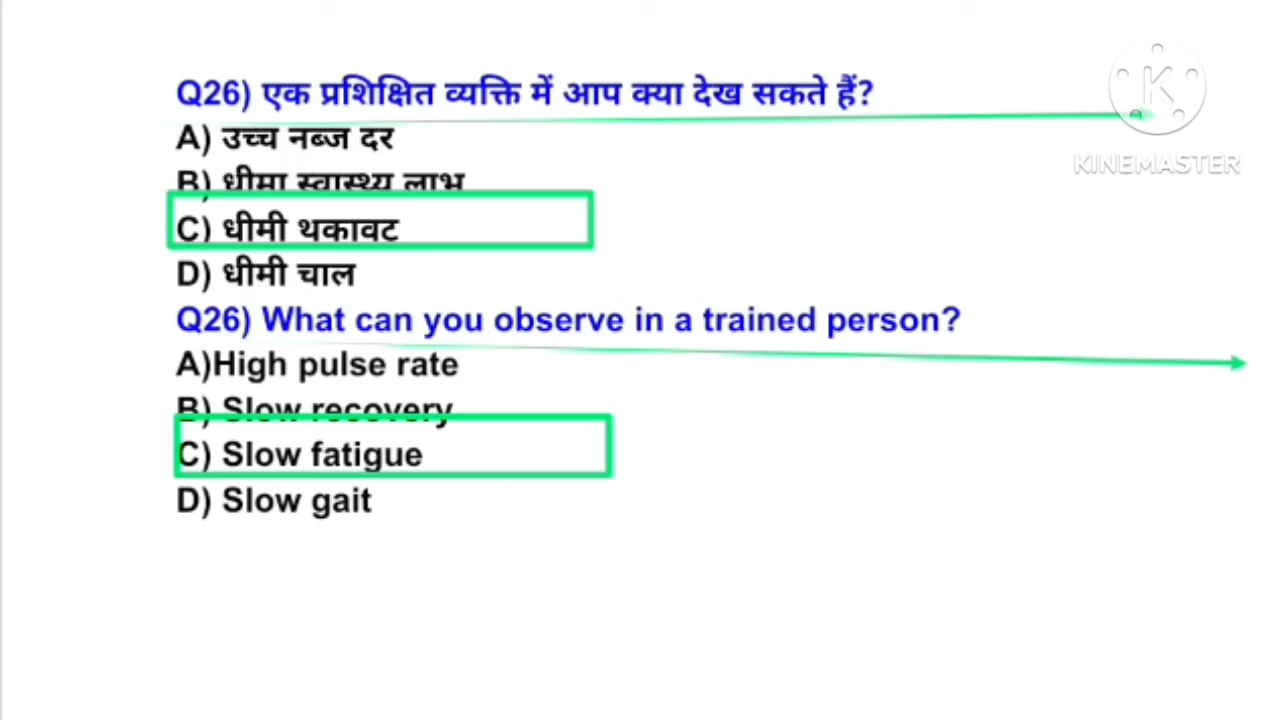 Q26) एक प्रशिक्षित व्यक्ति में आप क्या देख सकते हैं?
A) उच्च नब्ज दर
B) धीमा स्वास्थ्य लाभ
C) धीमी थकावट
D) धीमी चाल
Q26) What can you observe in a trained person?
A)High pulse rate
B) Slow recovery
C) Slow fatigue
D) Slow gait
K
KINEMASTER